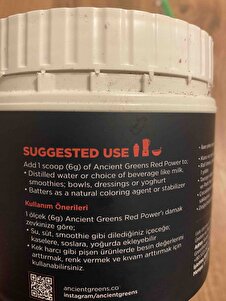 SUGGESTED USE
Add 1 scoop (6g) of Ancient Greens Red Power to;
• Distilled water or choice of beverage like milk,
smoothies; bowls, dressings or yoghurt
• Batters as a natural coloring agent or stabilizer
Kullanım Önerileri
1 ölçek (6g) Ancient Greens Red Power'ı damak
zevkinize göre;
• Su, süt, smoothie gibi dilediğiniz içeceğe;
kaselere, soslara, yoğurda ekleyebilir
• Kek harcı gibi pişen ürünlerde besin değerlerini
arttırmak, renk vermek ve kıvam arttırmak için
kullanabilirsiniz.
ancientgreens.co
instagram/ancientgreens